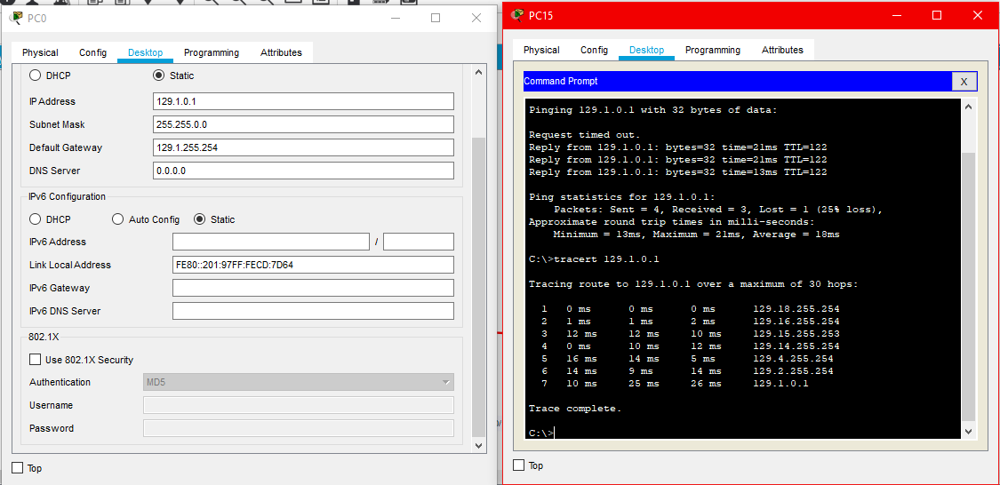 PC0
Physical Config Desktop Programming Attributes
DHCP Static
IP Address 129.1.0.1
Subnet Mask 255.255.0.0
Default Gateway 129.1.255.254
DNS Server 0.0.0.0
IPv6 Configuration
DHCP Auto Config Static
IPv6 Address /
Link Local Address FE80::201:97FF:FECD:7D64
IPv6 Gateway
IPv6 DNS Server
802.1X
Use 802.1X Security
Authentication MD5
Username
Password
Top
PC15
Physical Config Desktop Programming Attributes
Command Prompt X
Pinging 129.1.0.1 with 32 bytes of data:
Request timed out.
Reply from 129.1.0.1: bytes=32 time=21ms TTL=122
Reply from 129.1.0.1: bytes=32 time=21ms TTL=122
Reply from 129.1.0.1: bytes=32 time=13ms TTL=122
Ping statistics for 129.1.0.1:
Packets: Sent = 4, Received = 3, Lost = 1 (25% loss),
Approximate round trip times in milli-seconds:
Minimum = 13ms, Maximum = 21ms, Average = 18ms
C:\>tracert 129.1.0.1
Tracing route to 129.1.0.1 over a maximum of 30 hops:
1 0 ms 0 ms 0 ms 129.18.255.254
2 1 ms 1 ms 2 ms 129.16.255.254
3 12 ms 12 ms 10 ms 129.15.255.253
4 0 ms 10 ms 12 ms 129.14.255.254
5 16 ms 14 ms 5 ms 129.4.255.254
6 14 ms 9 ms 14 ms 129.2.255.254
7 10 ms 25 ms 26 ms 129.1.0.1
Trace complete.
C:\>
Top